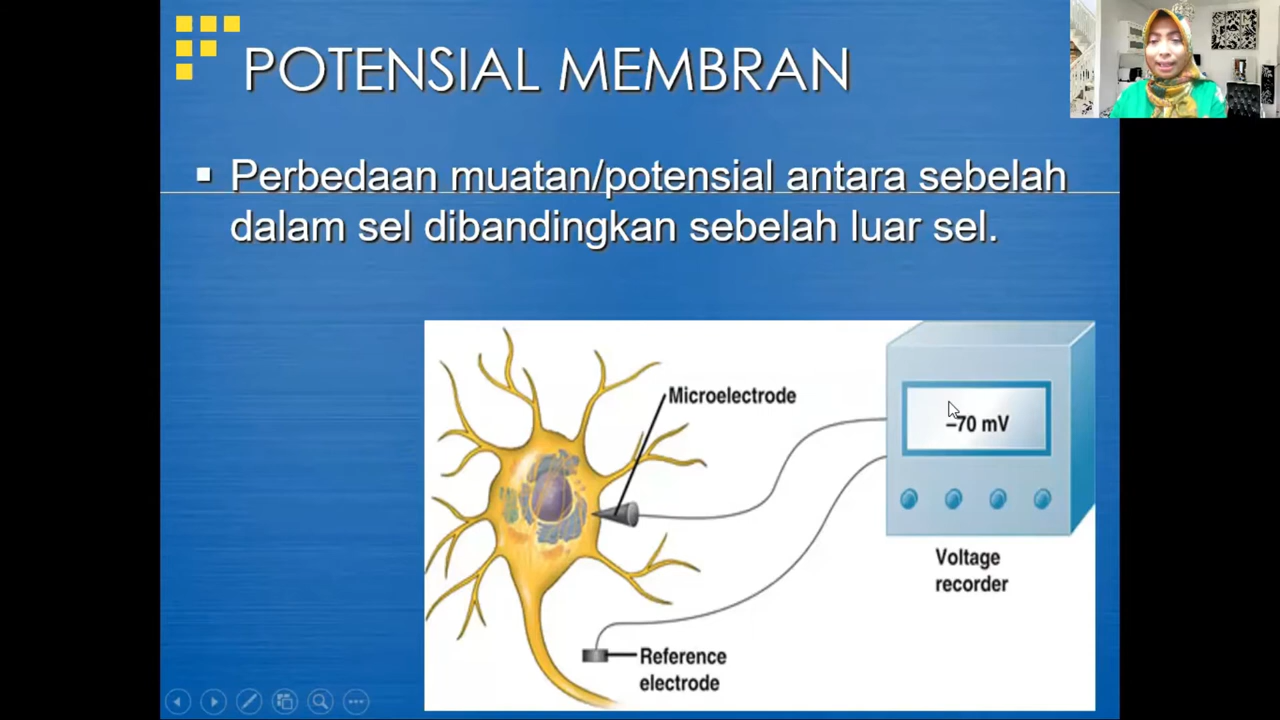 POTENSIAL MEMBRAN
Perbedaan muatan/potensial antara sebelah
dalam sel dibandingkan sebelah luar sel.
Microelectrode
–70 mV
Voltage
recorder
Reference
electrode